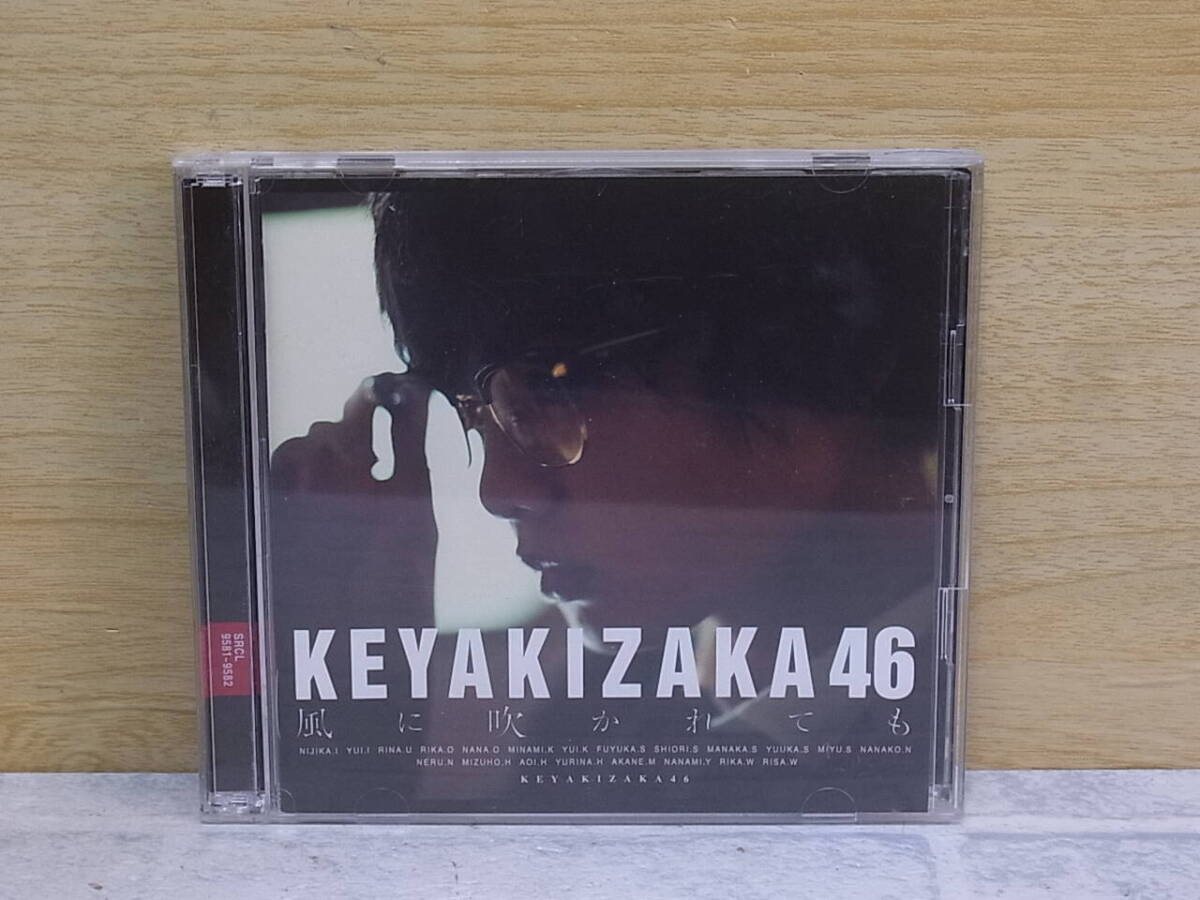 SRCL
9581-9582
KEYAKIZAKA46
風に吹かれても
NIJIKA.I YUI.I RINA.U RIKA.O NANA.O MINAMI.K YUI.K FUYUKA.S SHIORI.S MANAKA.S YUUKA.S MIYU.S NANAKO.N
NERU.N MIZUHO.H AOI.H YURINA.H AKANE.M NANAMI.Y RIKA.W RISA.W
KEYAKIZAKA46